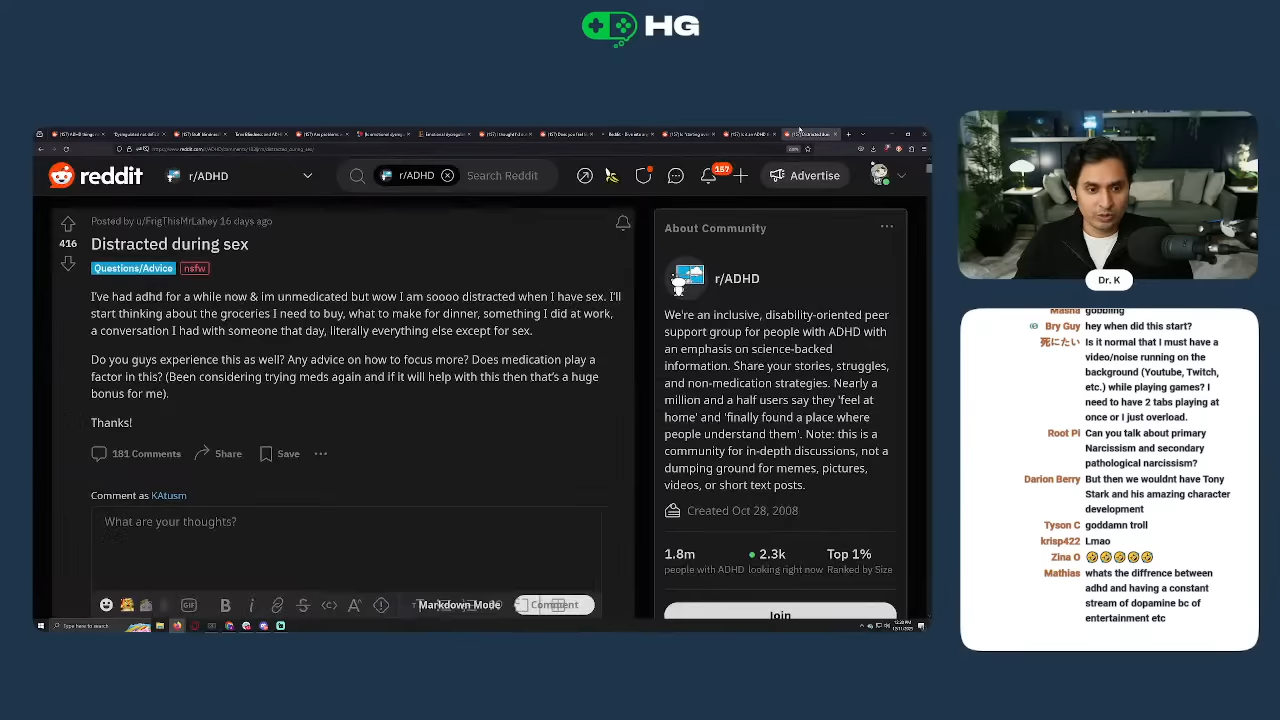 HG
reddit
r/ADHD
r/ADHD
Search Reddit
157
Advertise
416
Posted by u/FrigThisMrLahey 16 days ago
Distracted during sex
Questions/Advice
nsfw
I've had adhd for a while now & im unmedicated but wow I am soooo distracted when I have sex. I'll
start thinking about the groceries I need to buy, what to make for dinner, something I did at work,
a conversation I had with someone that day, literally everything else except for sex.
Do you guys experience this as well? Any advice on how to focus more? Does medication play a
factor in this? (Been considering trying meds again and if it will help with this then that's a huge
bonus for me).
Thanks!
181 Comments
Share
Save
Comment as KAtusm
What are your thoughts?
GIF
B
Markdown Mode
Comment
Type here to search
About Community
r/ADHD
We're an inclusive, disability-oriented peer
support group for people with ADHD with
an emphasis on science-backed
information. Share your stories, struggles,
and non-medication strategies. Nearly a
million and a half users say they 'feel at
home' and 'finally found a place where
people understand them'. Note: this is a
community for in-depth discussions, not a
dumping ground for memes, pictures,
videos, or short text posts.
Created Oct 28, 2008
1.8m
people with ADHD
2.3k
looking right now
Top 1%
Ranked by Size
Join
Dr. K
Masha gobbling
Bry Guy hey when did this start?
死にたい Is it normal that I must have a
video/noise running on the
background (Youtube, Twitch,
etc.) while playing games? I
need to have 2 tabs playing at
once or I just overload.
Root Pi Can you talk about primary
Narcissism and secondary
pathological narcissism?
Darion Berry But then we wouldnt have Tony
Stark and his amazing character
development
Tyson C goddamn troll
krisp422 Lmao
Zina O 🤣🤣🤣🤣🤣
Mathias whats the diffrence between
adhd and having a constant
stream of dopamine bc of
entertainment etc